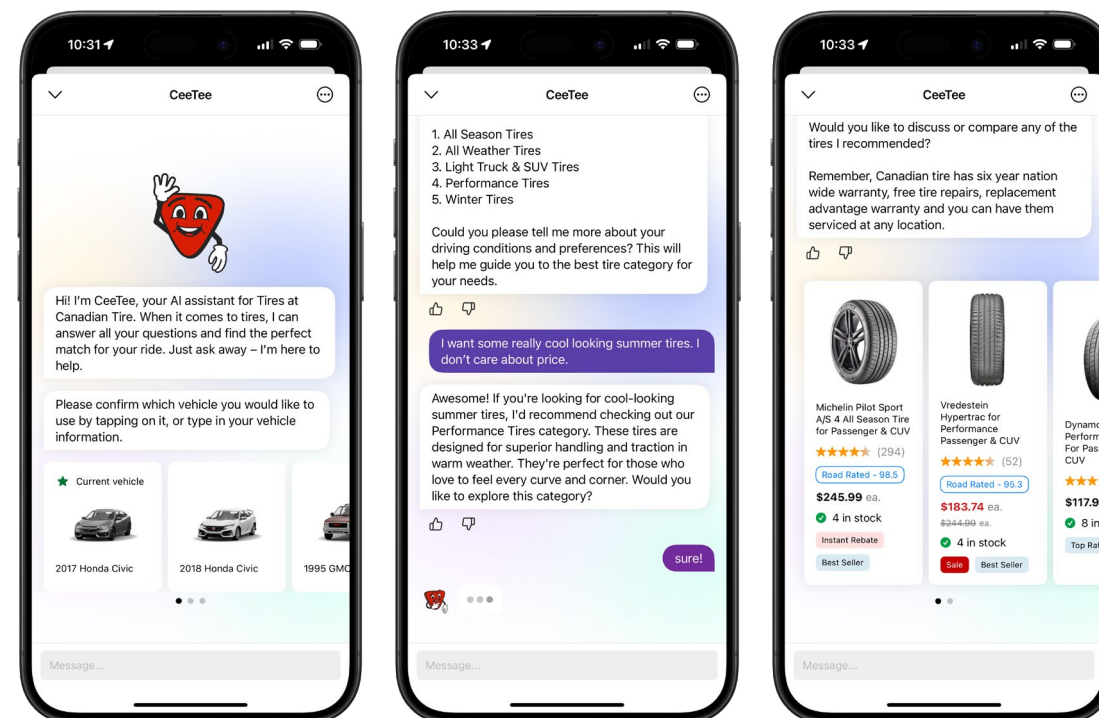 10:31
CeeTee
Hi! I'm CeeTee, your AI assistant for Tires at
Canadian Tire. When it comes to tires, I can
answer all your questions and find the perfect
match for your ride. Just ask away – I'm here to
help.
Please confirm which vehicle you would like to
use by tapping on it, or type in your vehicle
information.
Current vehicle
2017 Honda Civic
2018 Honda Civic
1995 GMC
Message...
10:33
CeeTee
1. All Season Tires
2. All Weather Tires
3. Light Truck & SUV Tires
4. Performance Tires
5. Winter Tires
Could you please tell me more about your
driving conditions and preferences? This will
help me guide you to the best tire category for
your needs.
I want some really cool looking summer tires. I
don't care about price.
Awesome! If you're looking for cool-looking
summer tires, I'd recommend checking out our
Performance Tires category. These tires are
designed for superior handling and traction in
warm weather. They're perfect for those who
love to feel every curve and corner. Would you
like to explore this category?
sure!
Message...
10:33
CeeTee
Would you like to discuss or compare any of the
tires I recommended?
Remember, Canadian tire has six year nation
wide warranty, free tire repairs, replacement
advantage warranty and you can have them
serviced at any location.
Michelin Pilot Sport
A/S 4 All Season Tire
for Passenger & CUV
(294)
Road Rated - 98.5
$245.99 ea.
4 in stock
Instant Rebate
Best Seller
Vredestein
Hypertrac for
Performance
Passenger & CUV
(52)
Road Rated - 95.3
$183.74 ea.
$244.99 ea.
4 in stock
Sale
Best Seller
Dynamo
Perform
For Pas
CUV
$117.9
8 in
Top Rat
Message...